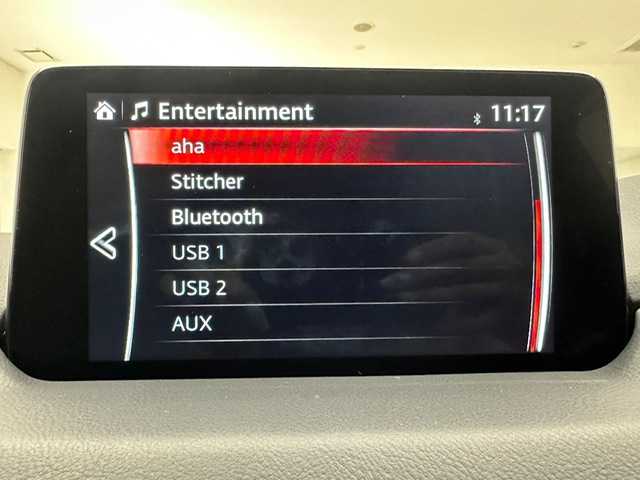 Entertainment
11:17
aha
Stitcher
Bluetooth
USB 1
USB 2
AUX